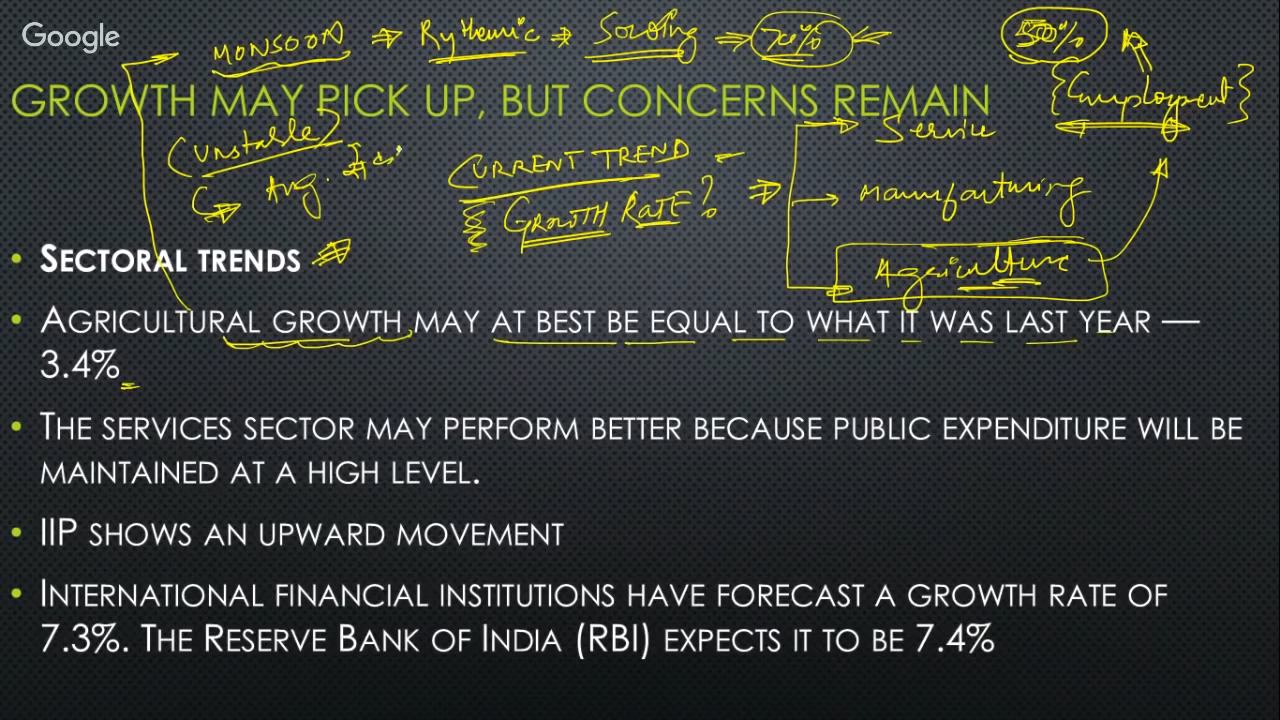 Google
MONSOON ⇒ Rythemic ⇒ Sowing ⇒ 70%
50%
{Employment}
GROWTH MAY PICK UP, BUT CONCERNS REMAIN
(Unstable)
Avg.
CURRENT TREND
GROWTH RATE?
Service
Manufacturing
Agriculture
• SECTORAL TRENDS
• AGRICULTURAL GROWTH MAY AT BEST BE EQUAL TO WHAT IT WAS LAST YEAR —
3.4%
• THE SERVICES SECTOR MAY PERFORM BETTER BECAUSE PUBLIC EXPENDITURE WILL BE
MAINTAINED AT A HIGH LEVEL.
• IIP SHOWS AN UPWARD MOVEMENT
• INTERNATIONAL FINANCIAL INSTITUTIONS HAVE FORECAST A GROWTH RATE OF
7.3%. THE RESERVE BANK OF INDIA (RBI) EXPECTS IT TO BE 7.4%